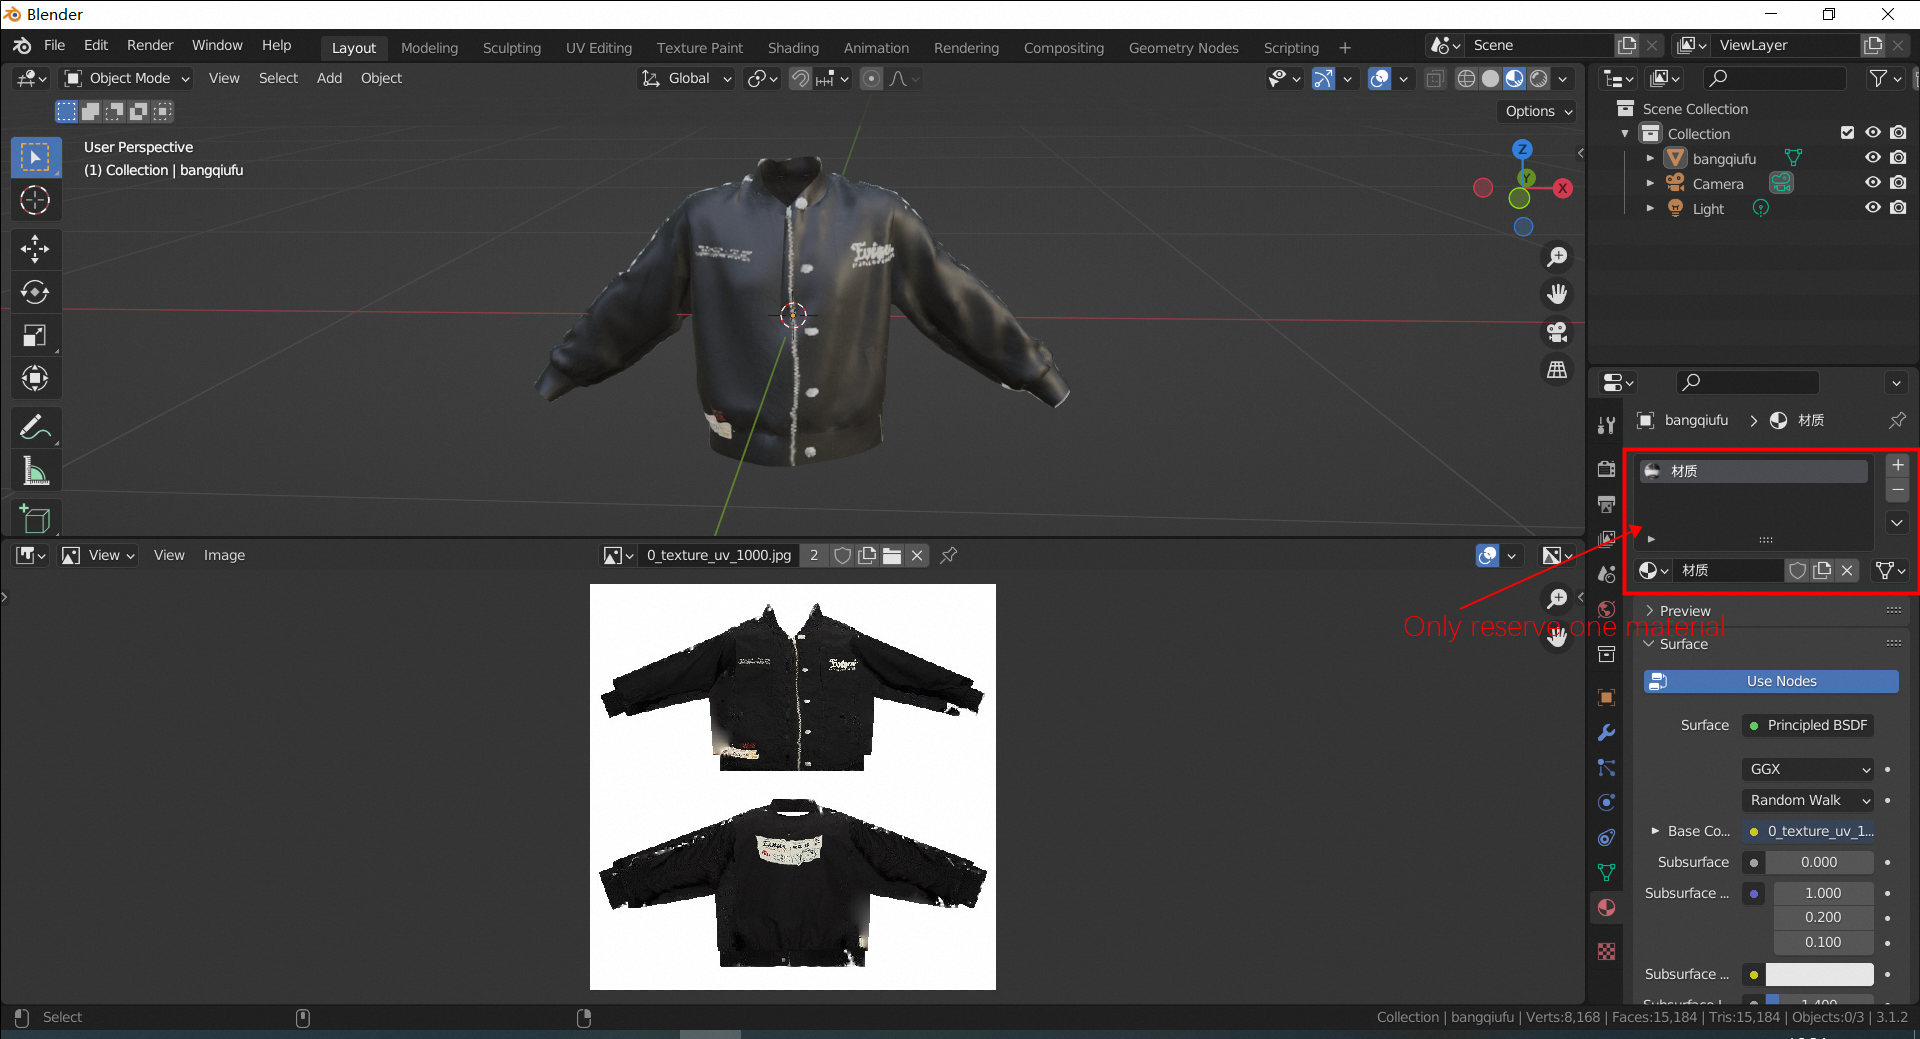 Blender
File Edit Render Window Help
Layout Modeling Sculpting UV Editing Texture Paint Shading Animation Rendering Compositing Geometry Nodes Scripting +
Scene
ViewLayer
Object Mode View Select Add Object
Global
Options
User Perspective
(1) Collection | bangqiufu
Z
Y
X
Scene Collection
Collection
bangqiufu
Camera
Light
bangqiufu > 材质
材质
材质
View View Image
0_texture_uv_1000.jpg 2
Only reserve one material
Preview
Surface
Use Nodes
Surface Principled BSDF
GGX
Random Walk
Base Co... 0_texture_uv_1...
Subsurface 0.000
Subsurface ... 1.000
0.200
0.100
Subsurface ...
Subsurface I 1.400
Select
Collection | bangqiufu | Verts:8,168 | Faces:15,184 | Tris:15,184 | Objects:0/3 | 3.1.2